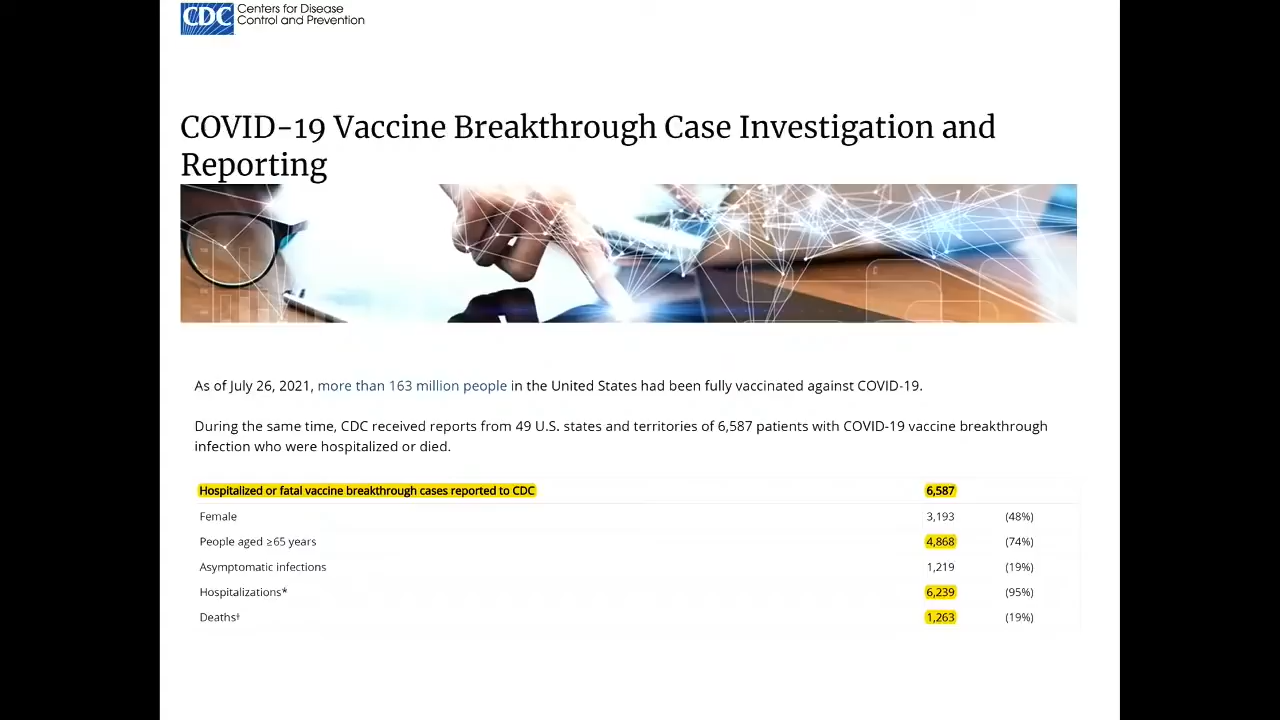 CDC Centers for Disease
Control and Prevention
COVID-19 Vaccine Breakthrough Case Investigation and
Reporting
As of July 26, 2021, more than 163 million people in the United States had been fully vaccinated against COVID-19.
During the same time, CDC received reports from 49 U.S. states and territories of 6,587 patients with COVID-19 vaccine breakthrough
infection who were hospitalized or died.
Hospitalized or fatal vaccine breakthrough cases reported to CDC 6,587
Female 3,193 (48%)
People aged ≥65 years 4,868 (74%)
Asymptomatic infections 1,219 (19%)
Hospitalizations* 6,239 (95%)
Deaths† 1,263 (19%)